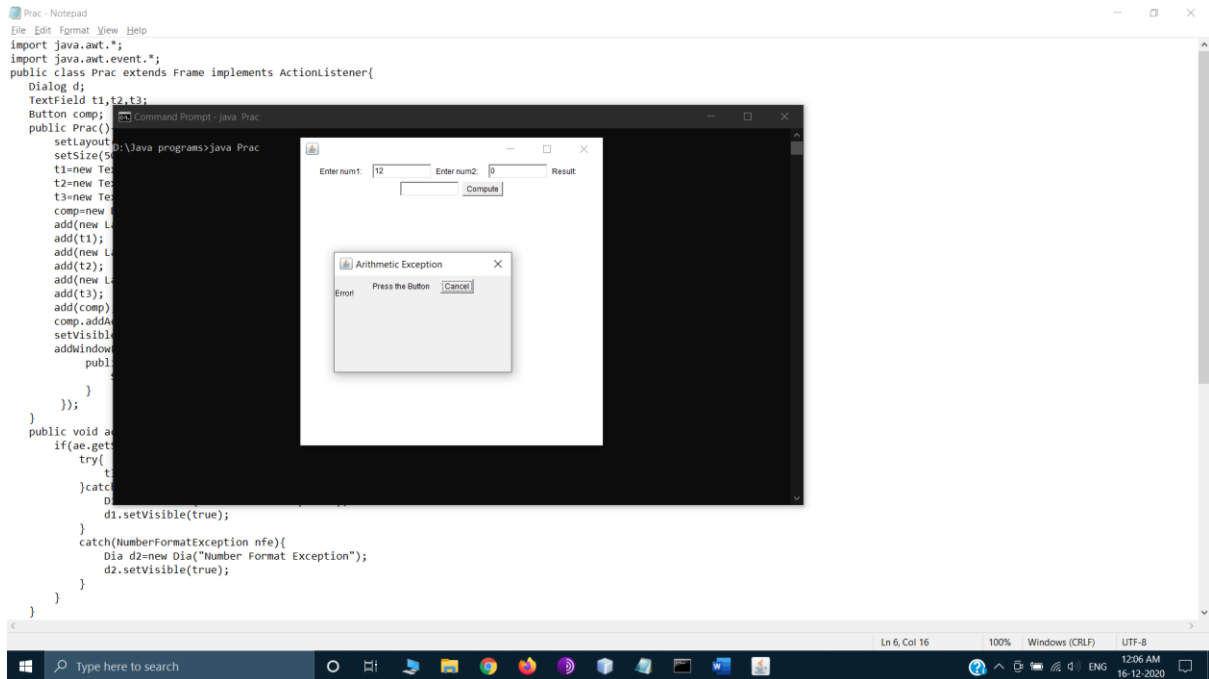 Prac - Notepad
File Edit Format View Help
import java.awt.*;
import java.awt.event.*;
public class Prac extends Frame implements ActionListener{
Dialog d;
TextField t1,t2,t3;
Button comp;
public Prac()
setLayout
setSize(5
t1=new Te
t2=new Te
t3=new Te
comp=new
add(new La
add(t1);
add(new La
add(t2);
add(new La
add(t3);
add(comp)
comp.addA
setVisible
addWindow
publi
}
});
}
public void a
if(ae.get
try{
t
}catc
D
d1.setVisible(true);
}
catch(NumberFormatException nfe){
Dia d2=new Dia("Number Format Exception");
d2.setVisible(true);
}
}
}
Command Prompt - java Prac
D:\Java programs>java Prac
Enter num1: 12 Enter num2: 0 Result:
Compute
Arithmetic Exception
Press the Button Cancel
Error!
Ln 6, Col 16 100% Windows (CRLF) UTF-8
Type here to search
ENG
12:06 AM
16-12-2020